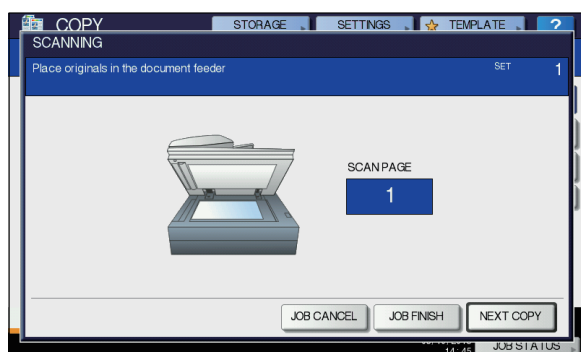 COPY STORAGE SETTINGS TEMPLATE ?
SCANNING
Place originals in the document feeder SET 1
SCAN PAGE
1
JOB CANCEL JOB FINISH NEXT COPY
14:45 JOB STATUS